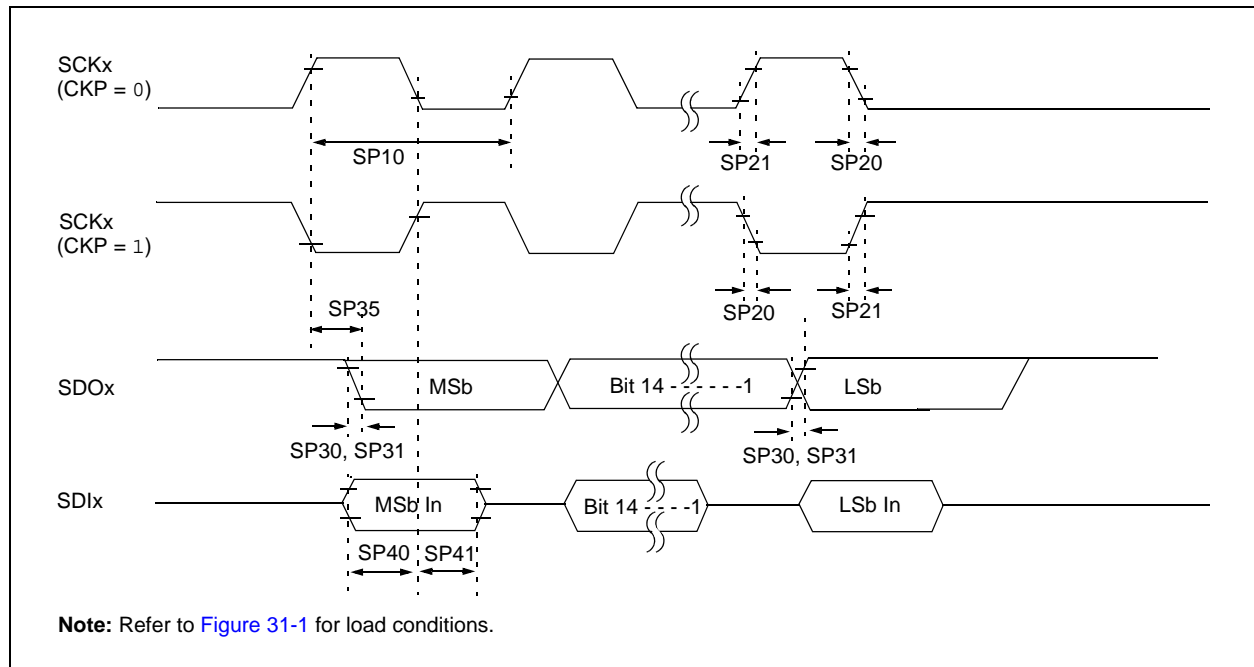 SCKx
(CKP = 0)
SP10
SP21
SP20
SCKx
(CKP = 1)
SP35
SP20
SP21
SDOx
MSb
Bit 14 - - - - - -1
LSb
SP30, SP31
SP30, SP31
SDIx
MSb In
Bit 14 - - - - -1
LSb In
SP40
SP41
Note: Refer to Figure 31-1 for load conditions.